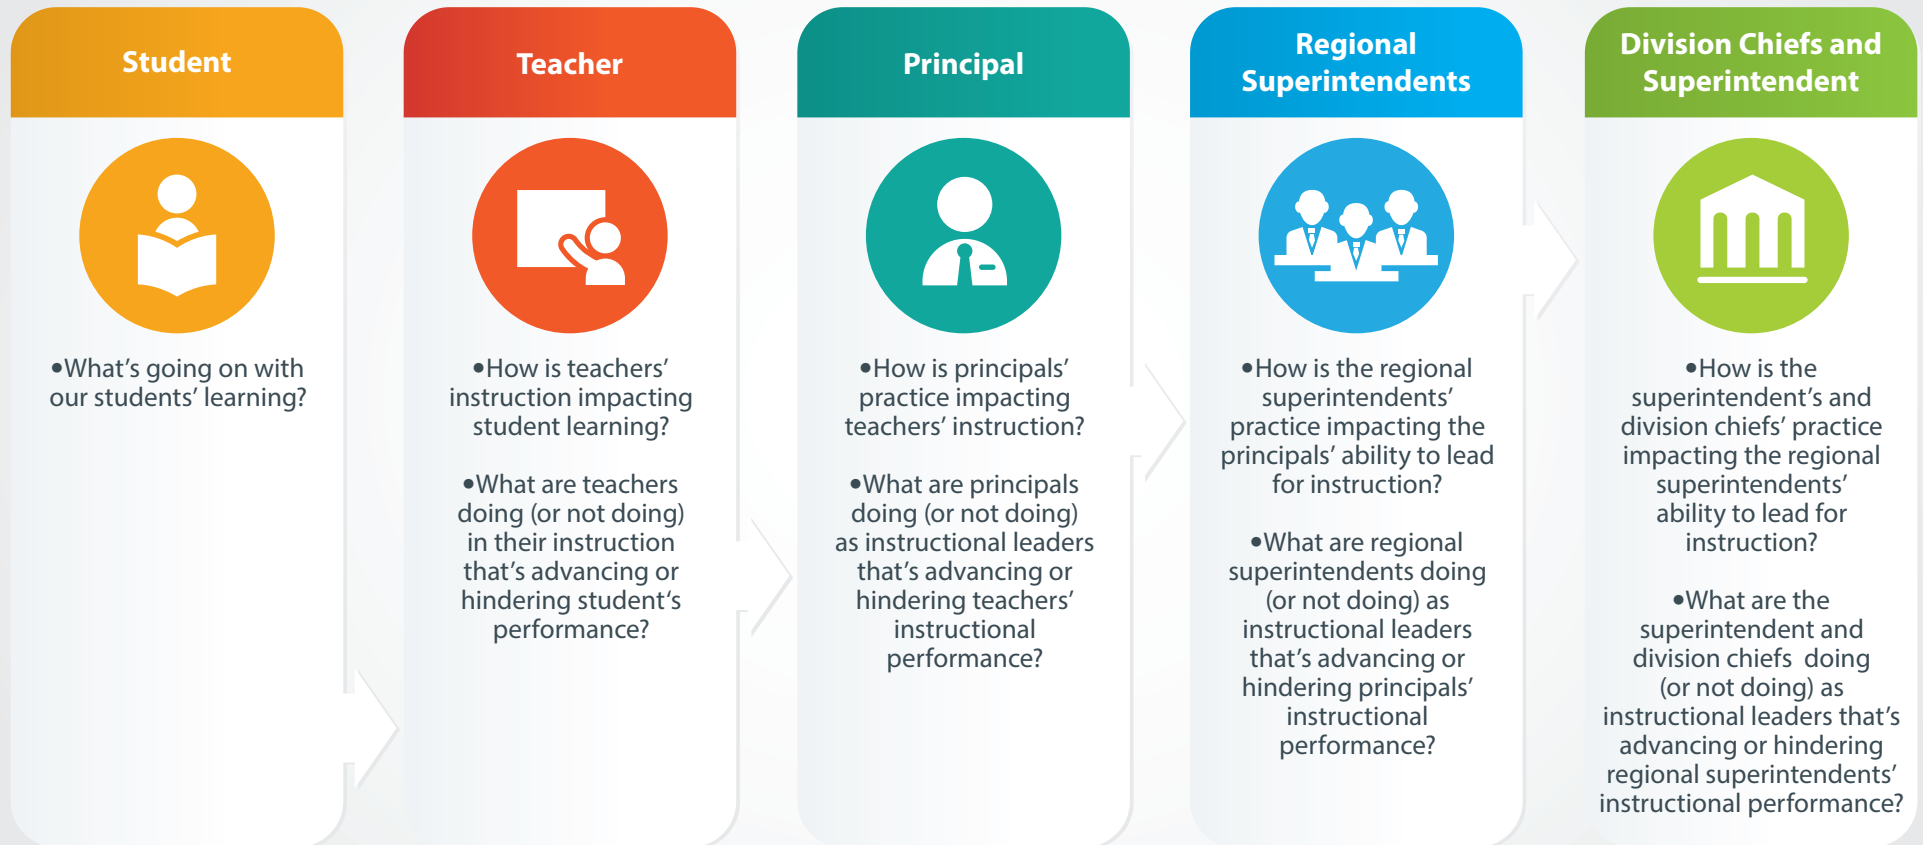 Student
•What’s going on with
our students’ learning?
Teacher
•How is teachers’
instruction impacting
student learning?
•What are teachers
doing (or not doing)
in their instruction
that’s advancing or
hindering student‘s
performance?
Principal
•How is principals’
practice impacting
teachers’ instruction?
•What are principals
doing (or not doing)
as instructional leaders
that’s advancing or
hindering teachers’
instructional
performance?
Regional
Superintendents
•How is the regional
superintendents’
practice impacting the
principals’ ability to lead
for instruction?
•What are regional
superintendents doing
(or not doing) as
instructional leaders
that’s advancing or
hindering principals’
instructional
performance?
Division Chiefs and
Superintendent
•How is the
superintendent’s and
division chiefs’ practice
impacting the regional
superintendents’
ability to lead for
instruction?
•What are the
superintendent and
division chiefs  doing
(or not doing) as
instructional leaders that’s
advancing or hindering
regional superintendents’
instructional performance?